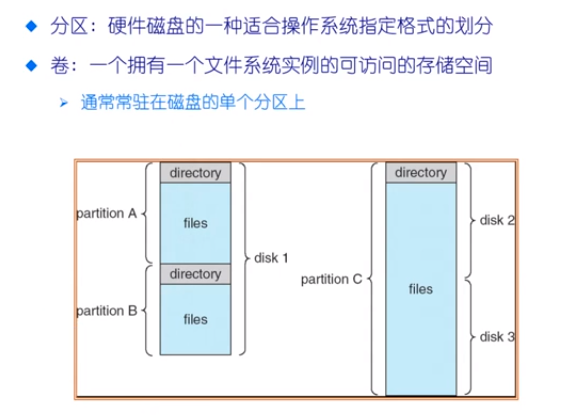 分区：硬件磁盘的一种适合操作系统指定格式的划分
卷：一个拥有一个文件系统实例的可访问的存储空间
通常常驻在磁盘的单个分区上
directory
partition A
files
directory
partition B
files
disk 1
directory
partition C
files
disk 2
disk 3